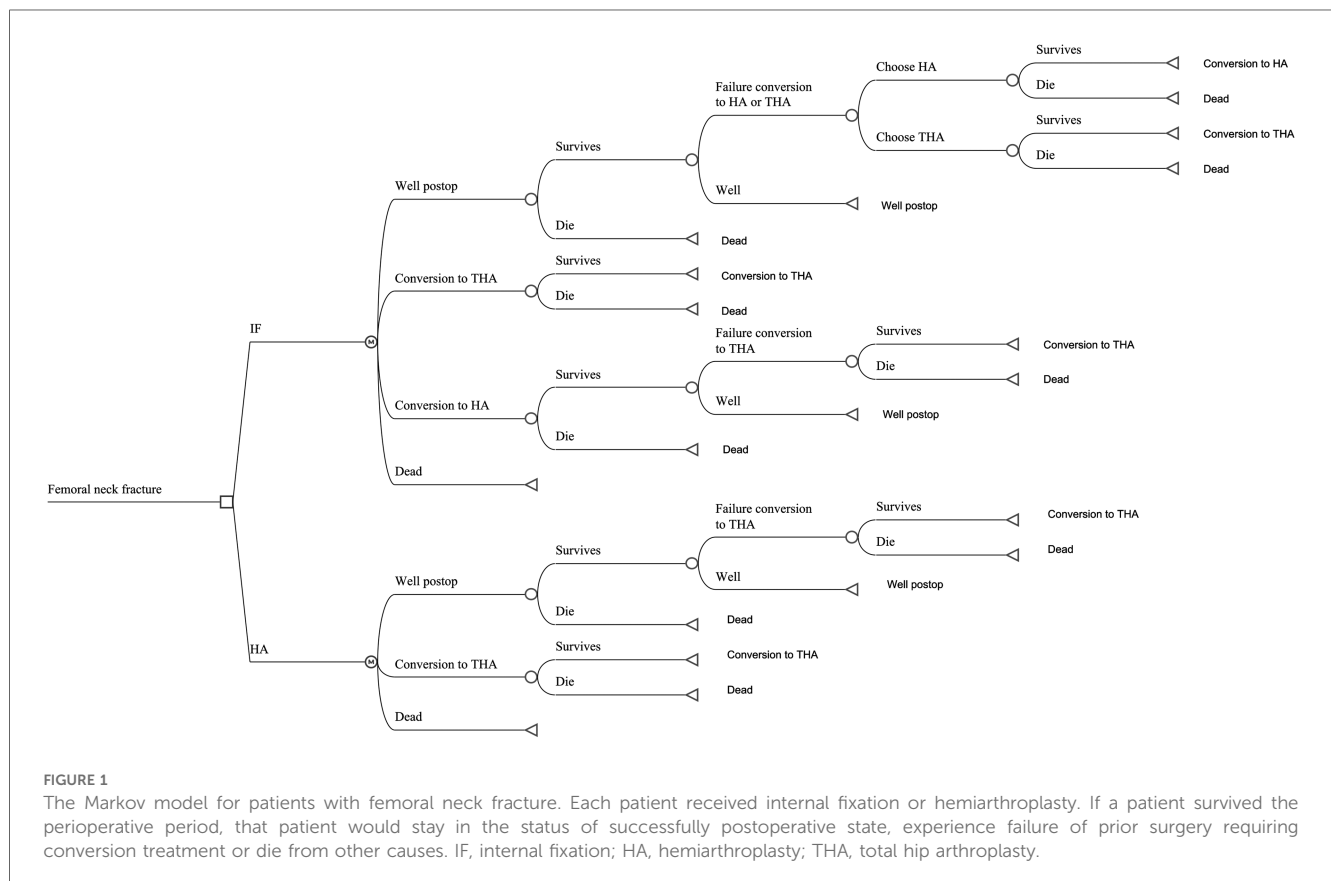 Survives
Conversion to HA
Choose HA
Die
Dead
Failure conversion
to HA or THA
Survives
Conversion to THA
Choose THA
Die
Dead
Survives
Well
Well postop
Well postop
Die
Dead
Survives
Conversion to THA
Conversion to THA
Die
Dead
IF
M
Failure conversion
to THA
Survives
Conversion to THA
Die
Dead
Survives
Well
Well postop
Conversion to HA
Die
Dead
Dead
Femoral neck fracture
Failure conversion
to THA
Survives
Conversion to THA
Die
Dead
Survives
Well
Well postop
Well postop
Die
Dead
HA
M
Survives
Conversion to THA
Conversion to THA
Die
Dead
Dead
FIGURE 1
The Markov model for patients with femoral neck fracture. Each patient received internal fixation or hemiarthroplasty. If a patient survived the
perioperative period, that patient would stay in the status of successfully postoperative state, experience failure of prior surgery requiring
conversion treatment or die from other causes. IF, internal fixation; HA, hemiarthroplasty; THA, total hip arthroplasty.